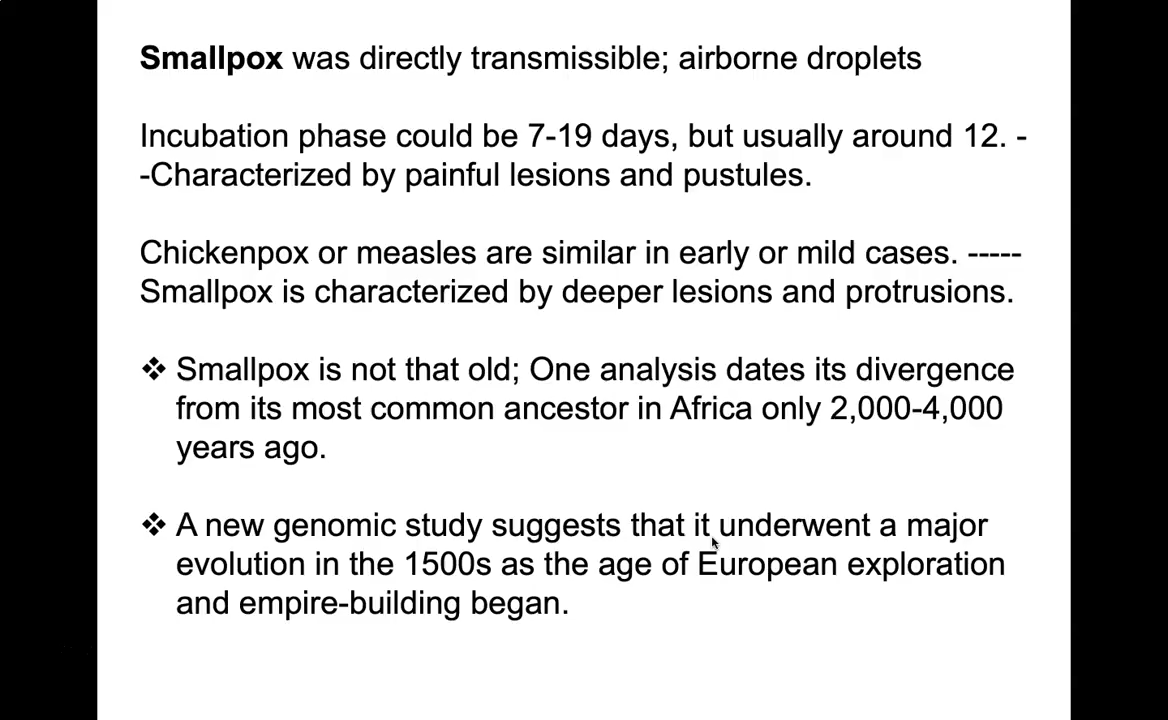 Smallpox was directly transmissible; airborne droplets
Incubation phase could be 7-19 days, but usually around 12. -
-Characterized by painful lesions and pustules.
Chickenpox or measles are similar in early or mild cases. -----
Smallpox is characterized by deeper lesions and protrusions.
❖ Smallpox is not that old; One analysis dates its divergence
from its most common ancestor in Africa only 2,000-4,000
years ago.
❖ A new genomic study suggests that it underwent a major
evolution in the 1500s as the age of European exploration
and empire-building began.